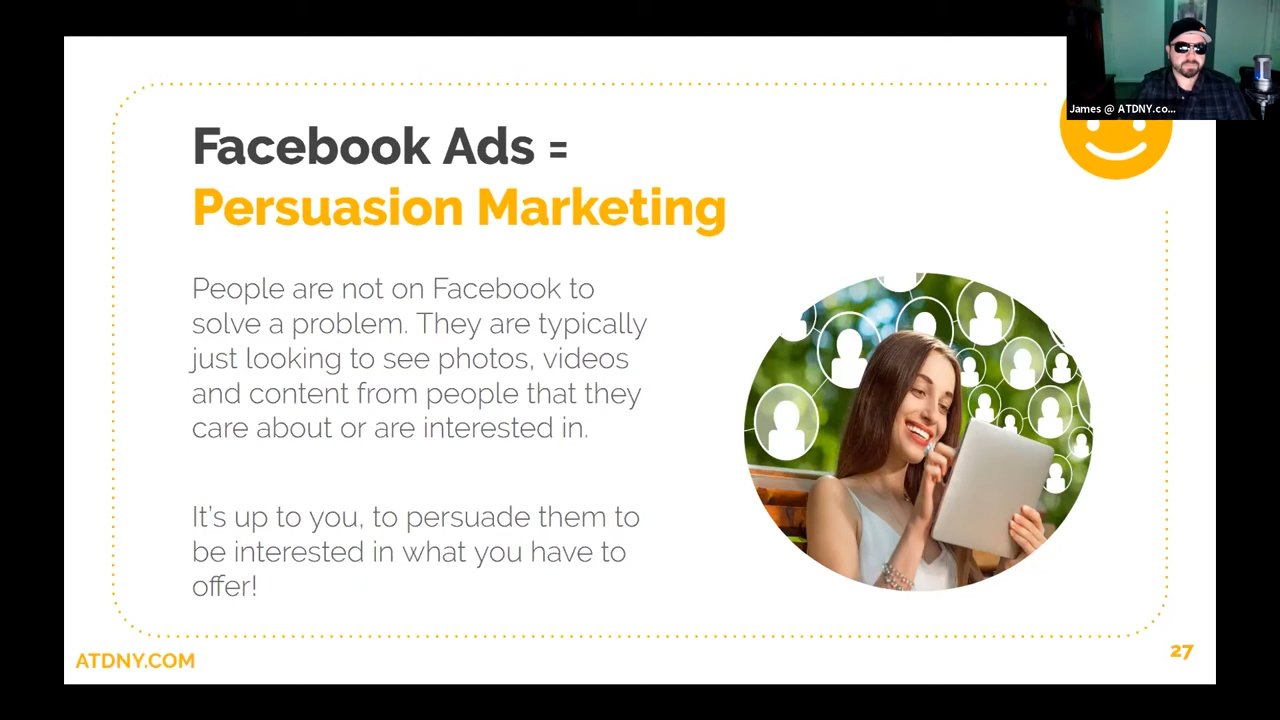 James @ ATDNY.co...
Facebook Ads =
Persuasion Marketing
People are not on Facebook to
solve a problem. They are typically
just looking to see photos, videos
and content from people that they
care about or are interested in.
It's up to you, to persuade them to
be interested in what you have to
offer!
ATDNY.COM
27